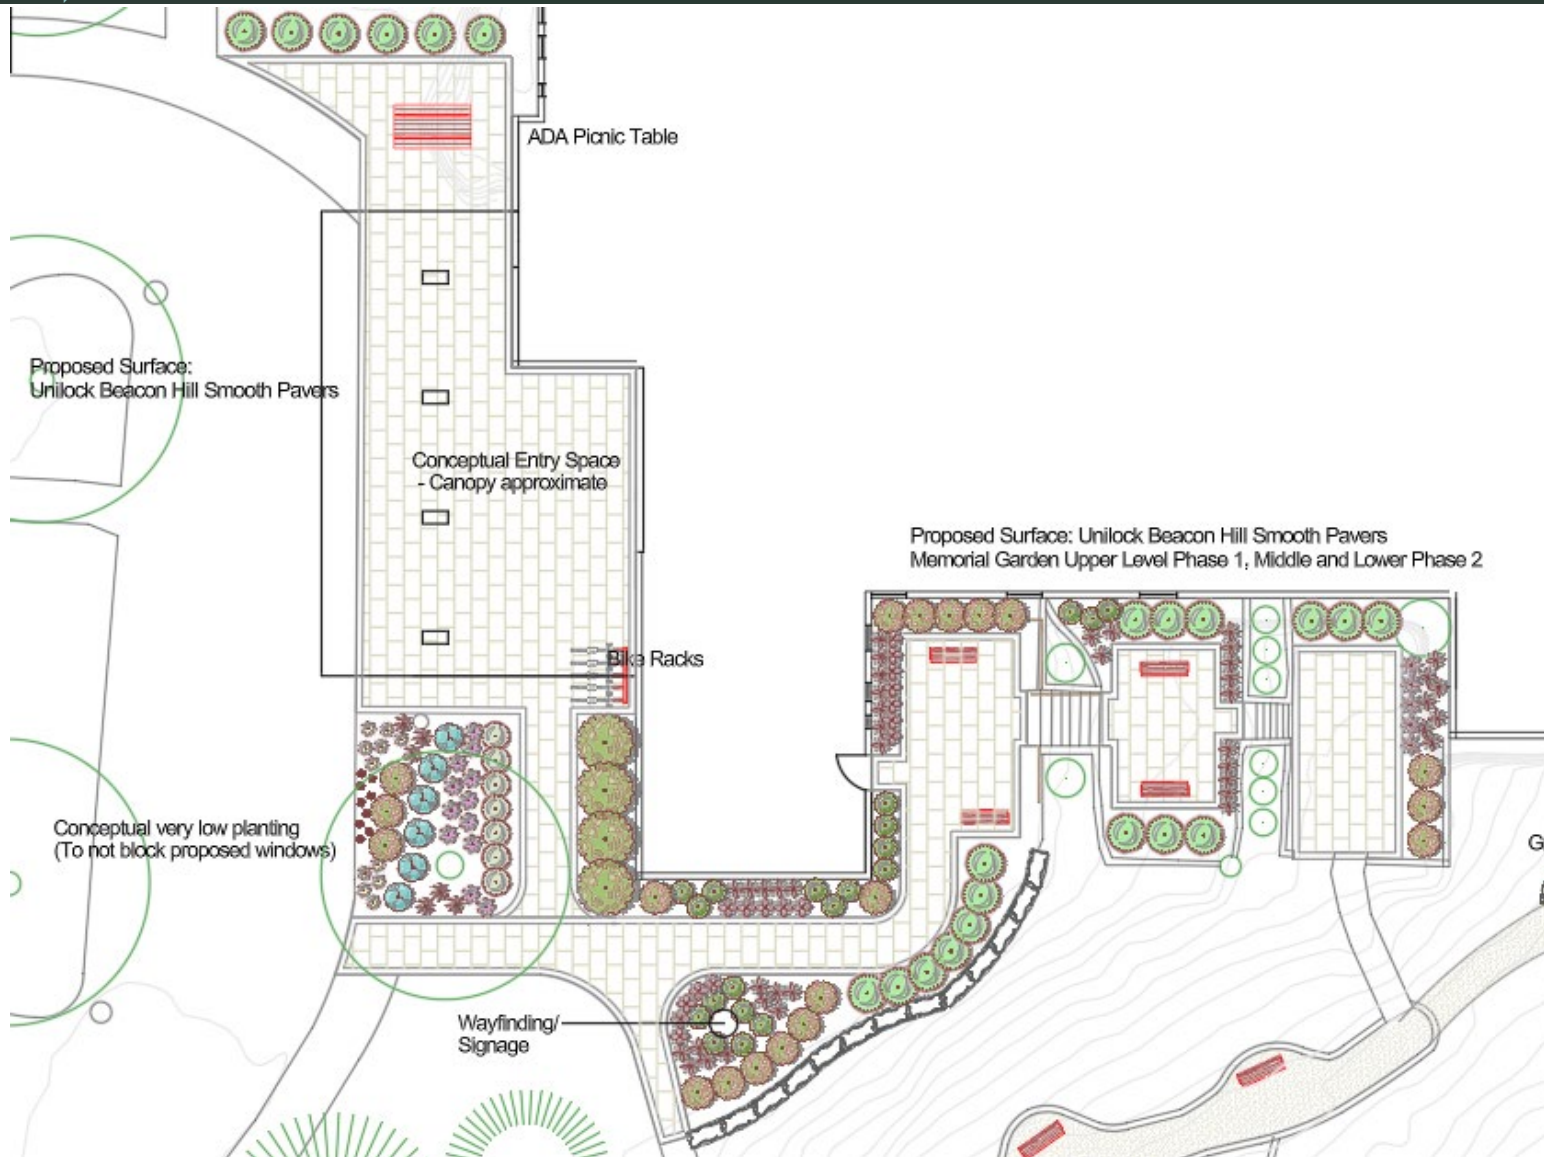 ADA Picnic Table
Proposed Surface:
Unilock Beacon Hill Smooth Pavers
Conceptual Entry Space
- Canopy approximate
Proposed Surface: Unilock Beacon Hill Smooth Pavers
Memorial Garden Upper Level Phase 1, Middle and Lower Phase 2
Bike Racks
Conceptual very low planting
(To not block proposed windows)
G
Wayfinding/
Signage